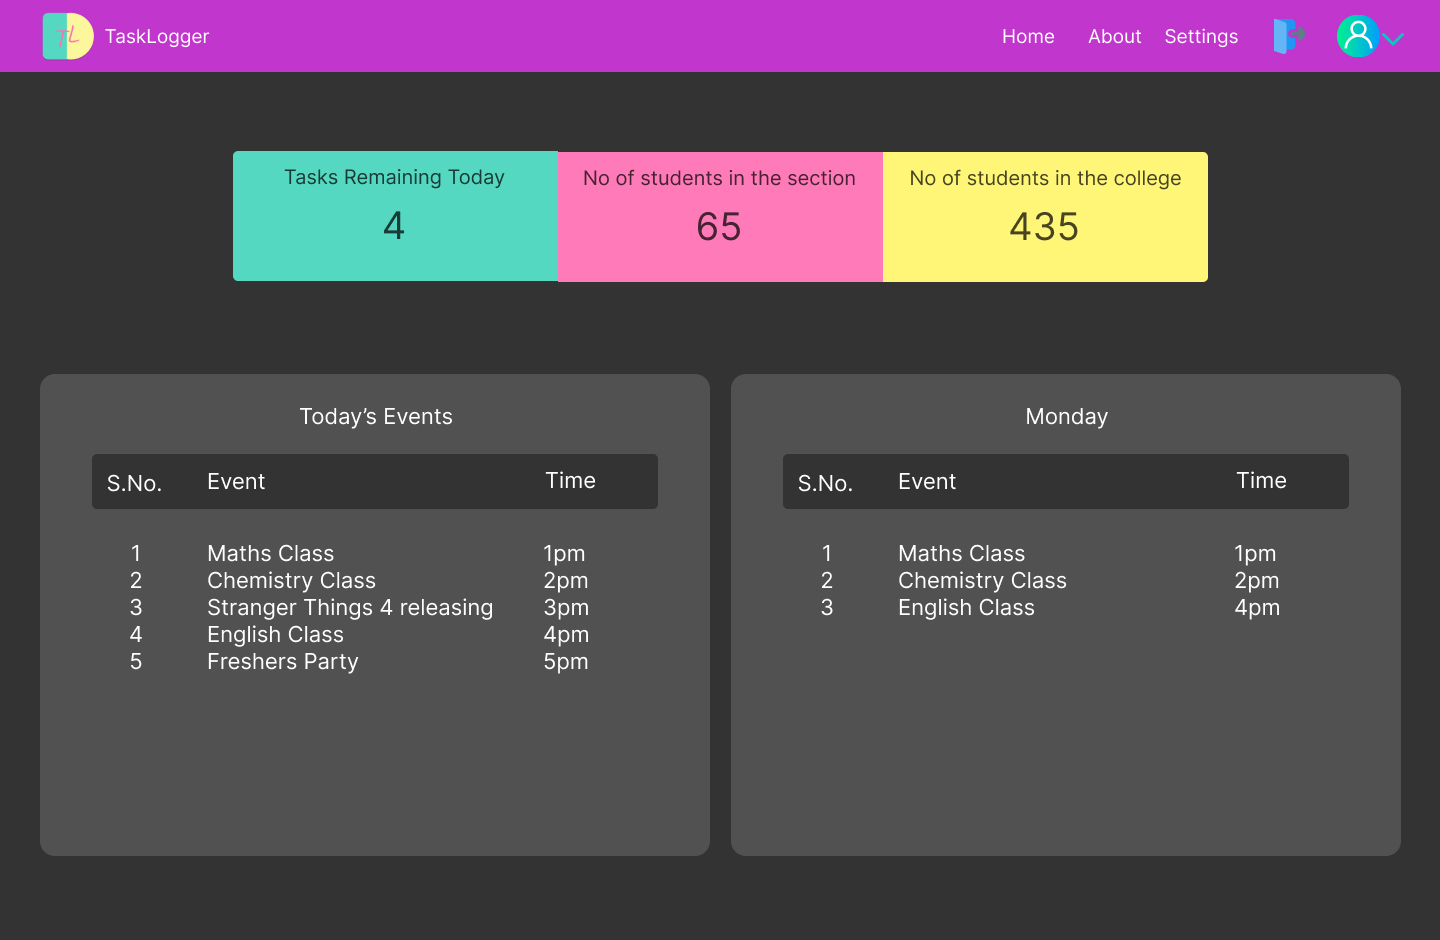 TL TaskLogger Home About Settings
Tasks Remaining Today No of students in the section No of students in the college
4 65 435
Today’s Events
S.No. Event Time
1 Maths Class 1pm
2 Chemistry Class 2pm
3 Stranger Things 4 releasing 3pm
4 English Class 4pm
5 Freshers Party 5pm
Monday
S.No. Event Time
1 Maths Class 1pm
2 Chemistry Class 2pm
3 English Class 4pm